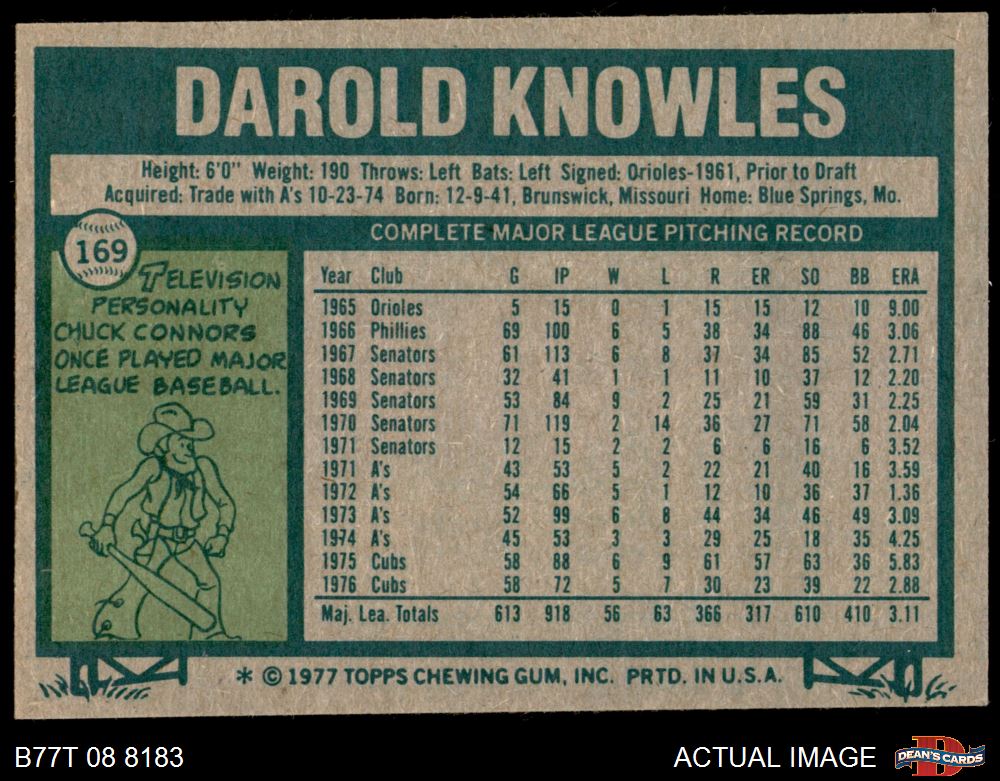 DAROLD KNOWLES
Height: 6'0" Weight: 190 Throws: Left Bats: Left Signed: Orioles-1961, Prior to Draft
Acquired: Trade with A's 10-23-74 Born: 12-9-41, Brunswick, Missouri Home: Blue Springs, Mo.
169
TELEVISION
PERSONALITY
CHUCK CONNORS
ONCE PLAYED MAJOR
LEAGUE BASEBALL.
COMPLETE MAJOR LEAGUE PITCHING RECORD
Year Club G IP W L R ER SO BB ERA
1965 Orioles 5 15 0 1 15 15 12 10 9.00
1966 Phillies 69 100 6 5 38 34 88 46 3.06
1967 Senators 61 113 6 8 37 34 85 52 2.71
1968 Senators 32 41 1 1 11 10 37 12 2.20
1969 Senators 53 84 9 2 25 21 59 31 2.25
1970 Senators 71 119 2 14 36 27 71 58 2.04
1971 Senators 12 15 2 2 6 6 16 6 3.52
1971 A's 43 53 5 2 22 21 40 16 3.59
1972 A's 54 66 5 1 12 10 36 37 1.36
1973 A's 52 99 6 8 44 34 46 49 3.09
1974 A's 45 53 3 3 29 25 18 35 4.25
1975 Cubs 58 88 6 9 61 57 63 36 5.83
1976 Cubs 58 72 5 7 30 23 39 22 2.88
Maj. Lea. Totals 613 918 56 63 366 317 610 410 3.11
* © 1977 TOPPS CHEWING GUM, INC. PRTD. IN U.S.A.
B77T 08 8183
ACTUAL IMAGE
D
DEAN'S CARDS